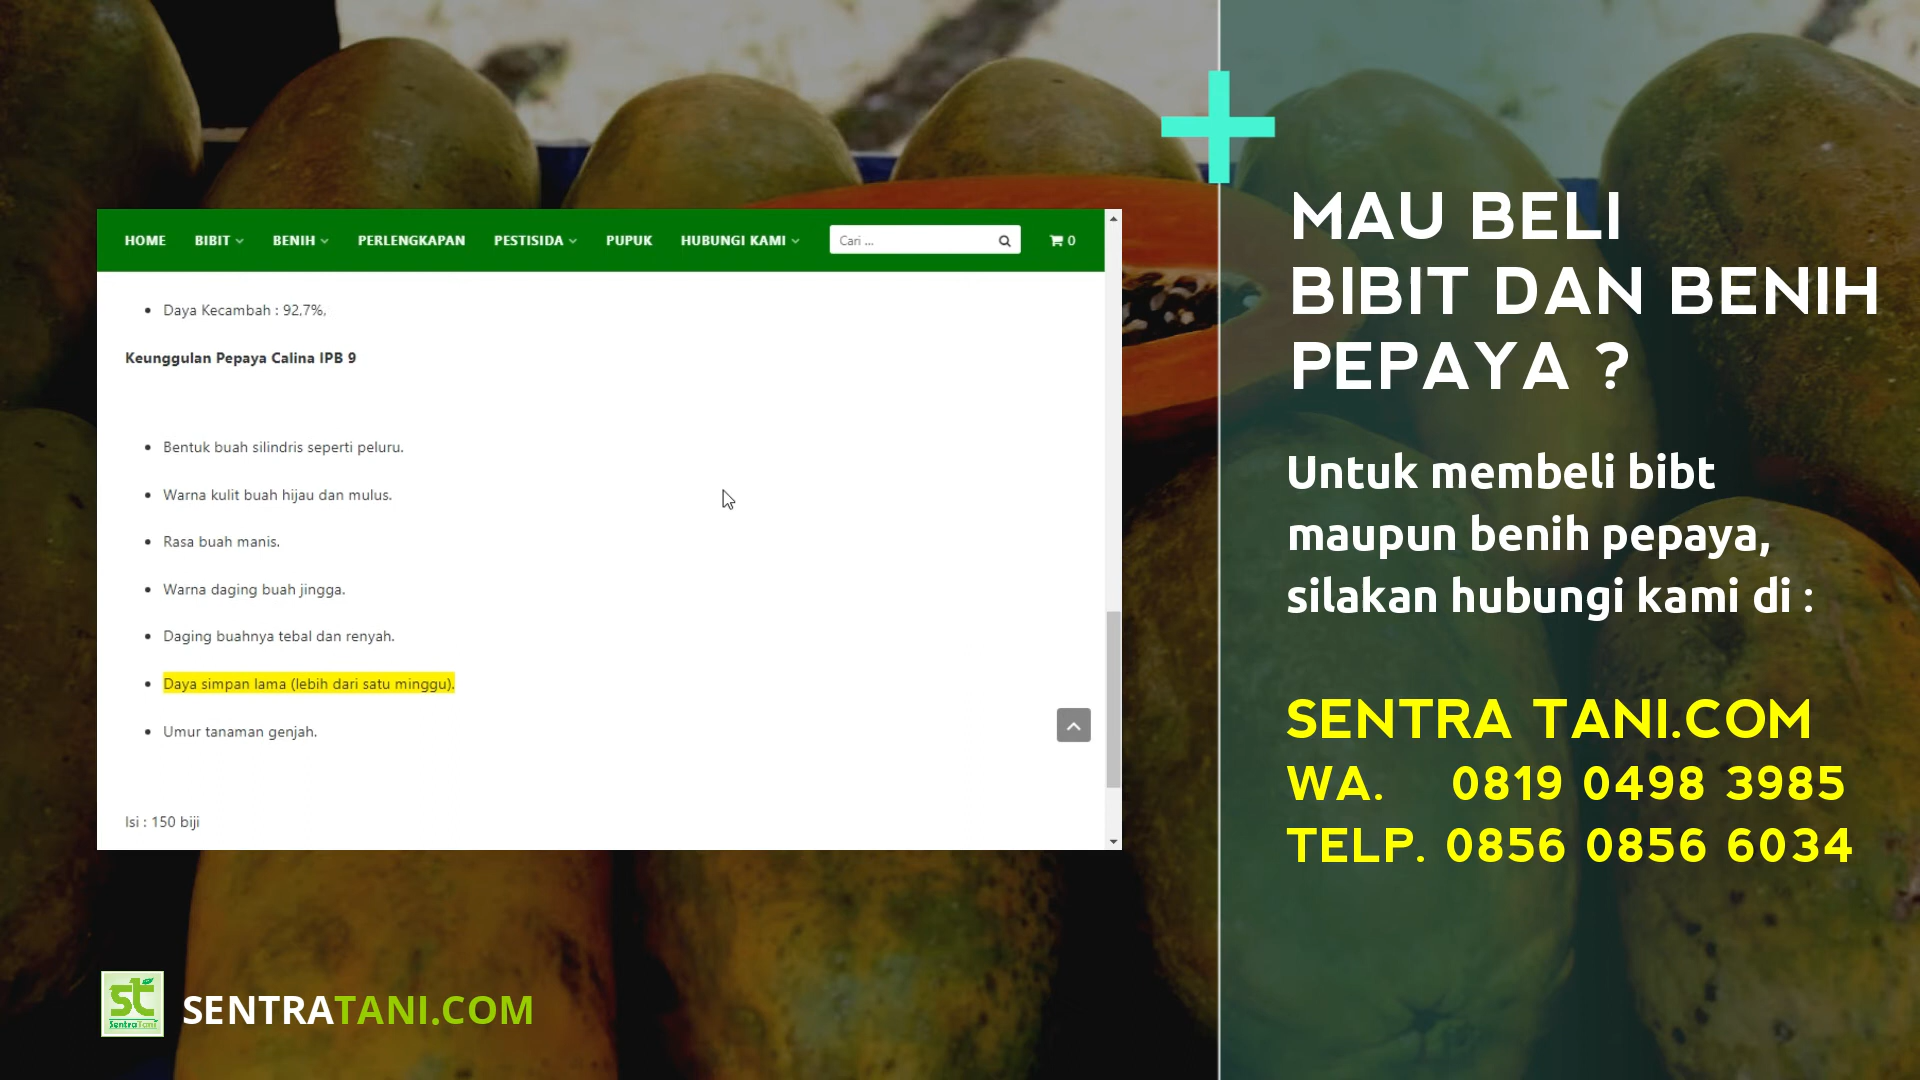 HOME BIBIT BENIH PERLENGKAPAN PESTISIDA PUPUK HUBUNGI KAMI Cari ... 0
Daya Kecambah : 92,7%,
Keunggulan Pepaya Calina IPB 9
Bentuk buah silindris seperti peluru.
Warna kulit buah hijau dan mulus.
Rasa buah manis.
Warna daging buah jingga.
Daging buahnya tebal dan renyah.
Daya simpan lama (lebih dari satu minggu).
Umur tanaman genjah.
Isi : 150 biji
MAU BELI
BIBIT DAN BENIH
PEPAYA ?
Untuk membeli bibt
maupun benih pepaya,
silakan hubungi kami di :
SENTRA TANI.COM
WA. 0819 0498 3985
TELP. 0856 0856 6034
st
SentraTani
SENTRATANI.COM